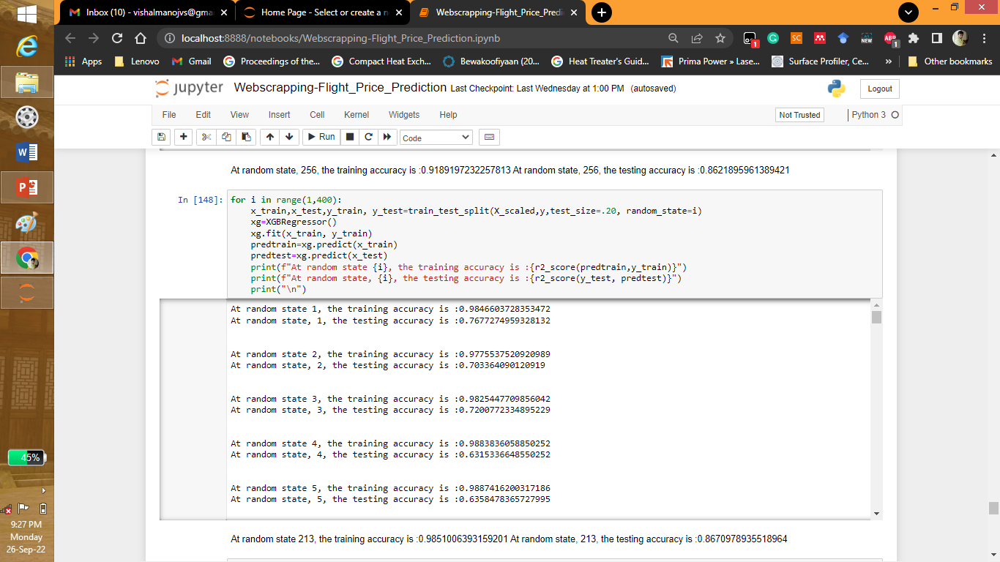 Inbox (10) - vishalmanojvs@gma
Home Page - Select or create a n
Webscrapping-Flight_Price_Predi
localhost:8888/notebooks/Webscrapping-Flight_Price_Prediction.ipynb
1
SC
NEW
ABP
1
Apps
Lenovo
Gmail
Proceedings of the...
Compact Heat Exch...
Bewakoofiyaan (20...
Heat Treater's Guid...
Prima Power » Lase...
Surface Profiler, Ce...
»
Other bookmarks
jupyter
Webscrapping-Flight_Price_Prediction Last Checkpoint: Last Wednesday at 1:00 PM (autosaved)
Logout
File Edit View Insert Cell Kernel Widgets Help
Not Trusted
Python 3
Run
Code
At random state, 256, the training accuracy is :0.9189197232257813 At random state, 256, the testing accuracy is :0.8621895961389421
In [148]:
for i in range(1,400):
    x_train,x_test,y_train, y_test=train_test_split(X_scaled,y,test_size=.20, random_state=i)
    xg=XGBRegressor()
    xg.fit(x_train, y_train)
    predtrain=xg.predict(x_train)
    predtest=xg.predict(x_test)
    print(f"At random state {i}, the training accuracy is :{r2_score(predtrain,y_train)}")
    print(f"At random state, {i}, the testing accuracy is :{r2_score(y_test, predtest)}")
    print("\n")
At random state 1, the training accuracy is :0.9846603728353472
At random state, 1, the testing accuracy is :0.7677274959328132
At random state 2, the training accuracy is :0.9775537520920989
At random state, 2, the testing accuracy is :0.703364090120919
At random state 3, the training accuracy is :0.9825447709856042
At random state, 3, the testing accuracy is :0.7200772334895229
At random state 4, the training accuracy is :0.9883836058850252
At random state, 4, the testing accuracy is :0.6315336648550252
At random state 5, the training accuracy is :0.9887416200317186
At random state, 5, the testing accuracy is :0.6358478365727995
At random state 213, the training accuracy is :0.9851006393159201 At random state, 213, the testing accuracy is :0.8670978935518964
45%
9:27 PM
Monday
26-Sep-22